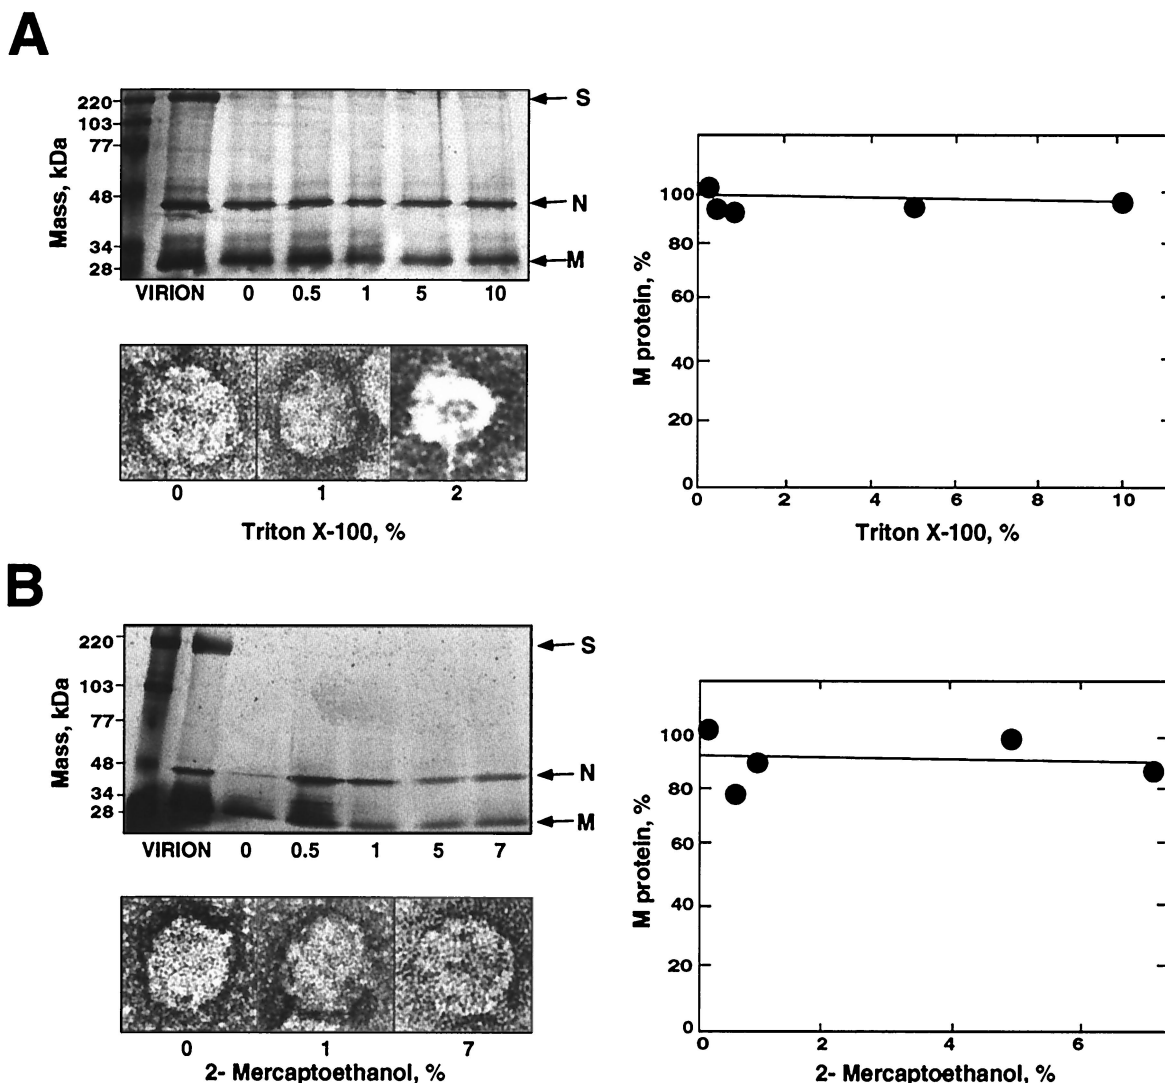 A
Mass, kDa
220
103
77
48
34
28
S
N
M
VIRION 0 0.5 1 5 10
0 1 2
Triton X-100, %
M protein, %
100
80
60
40
20
0
0 2 4 6 8 10
Triton X-100, %
B
Mass, kDa
220
103
77
48
34
28
S
N
M
VIRION 0 0.5 1 5 7
0 1 7
2- Mercaptoethanol, %
M protein, %
100
80
60
40
20
0
0 2 4 6
2- Mercaptoethanol, %